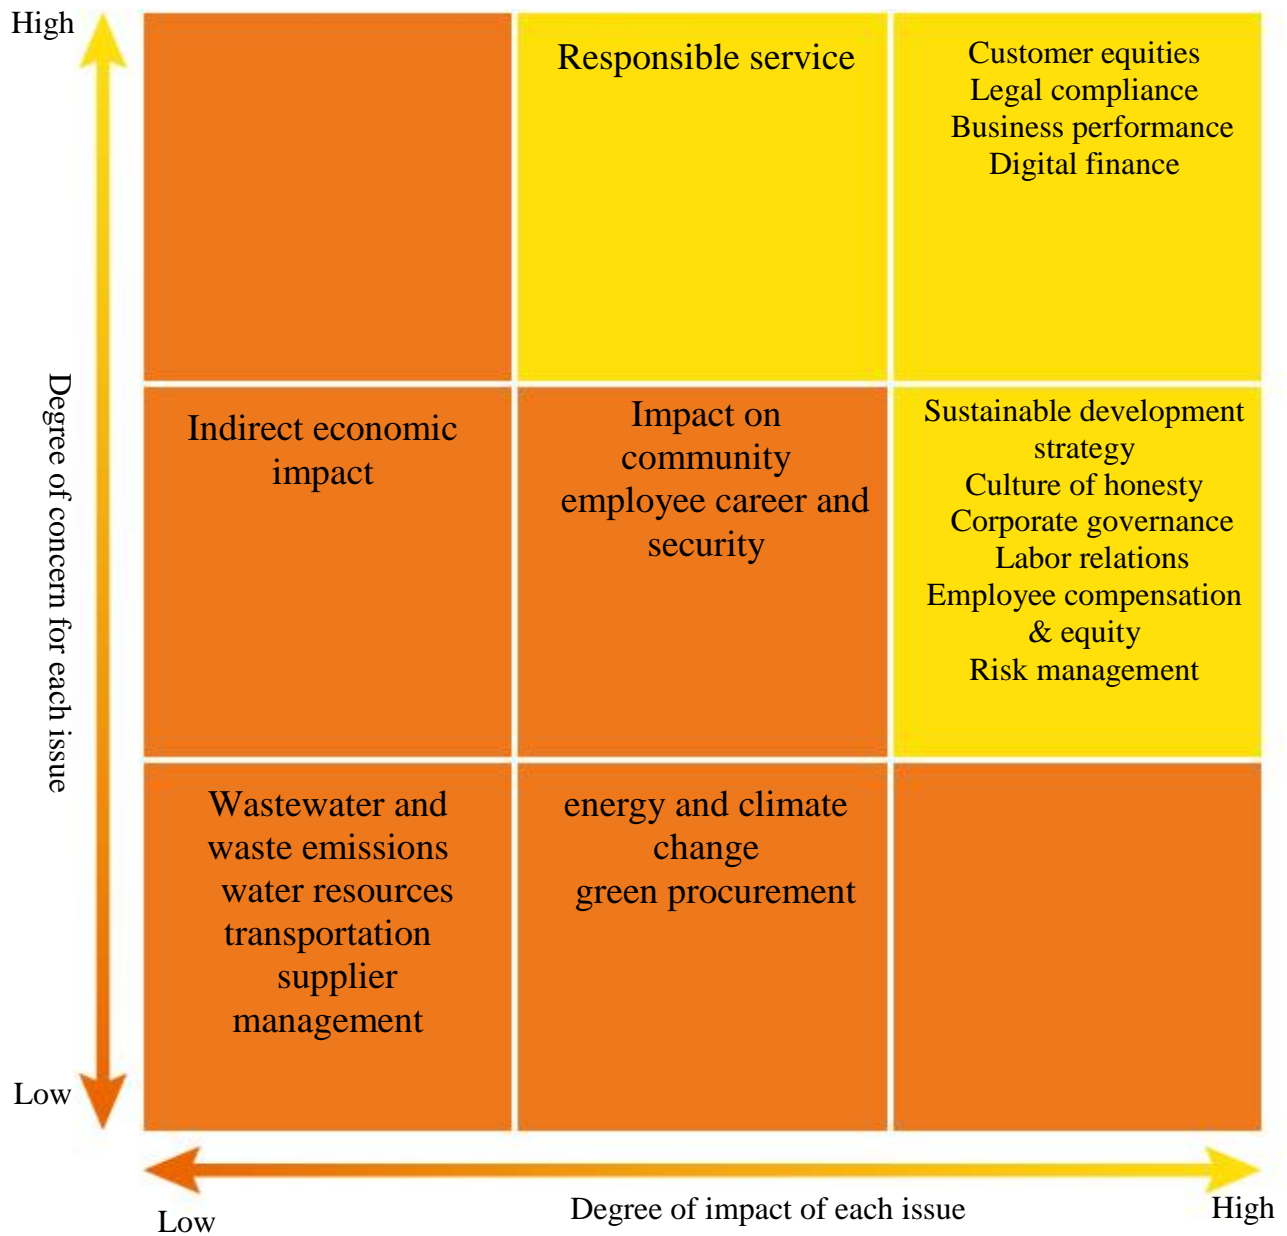 High
Responsible service
Customer equities
Legal compliance
Business performance
Digital finance
Degree of concern for each issue
Indirect economic
impact
Impact on
community
employee career and
security
Sustainable development
strategy
Culture of honesty
Corporate governance
Labor relations
Employee compensation
& equity
Risk management
Wastewater and
waste emissions
water resources
transportation
supplier
management
energy and climate
change
green procurement
Low
Low
Degree of impact of each issue
High